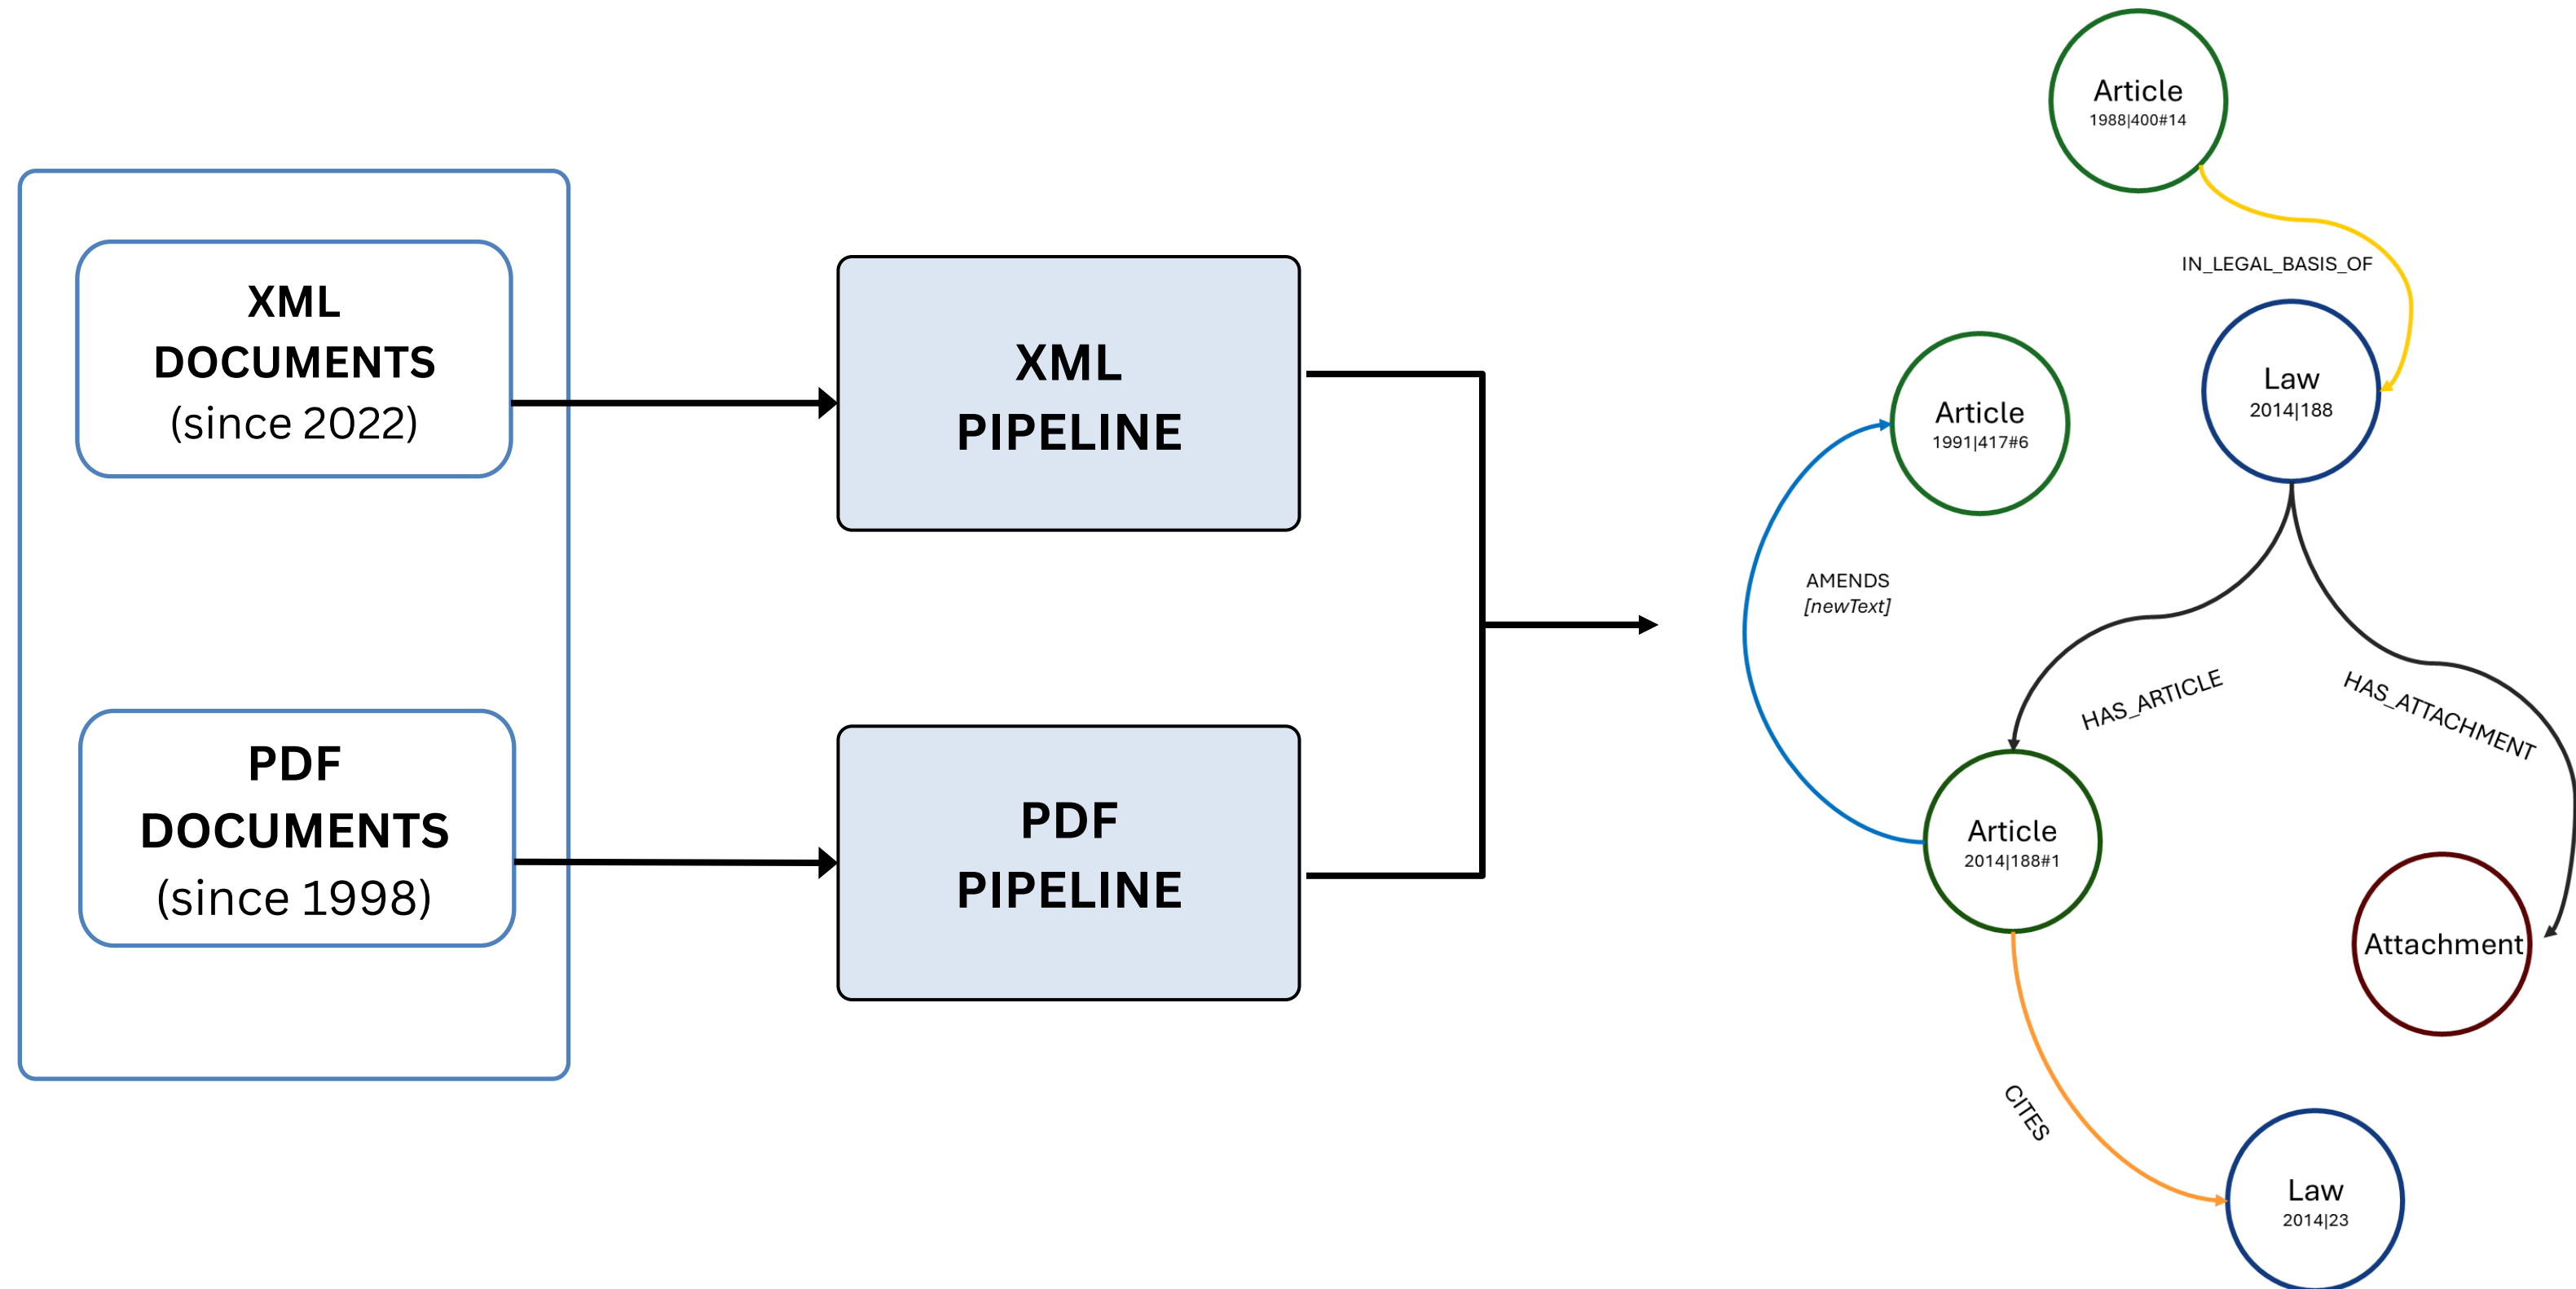 XML
DOCUMENTS
(since 2022)
PDF
DOCUMENTS
(since 1998)
XML
PIPELINE
PDF
PIPELINE
Article
1988|400#14
IN_LEGAL_BASIS_OF
Law
2014|188
Article
1991|417#6
AMENDS
[newText]
HAS_ARTICLE
HAS_ATTACHMENT
Article
2014|188#1
Attachment
CITES
Law
2014|23